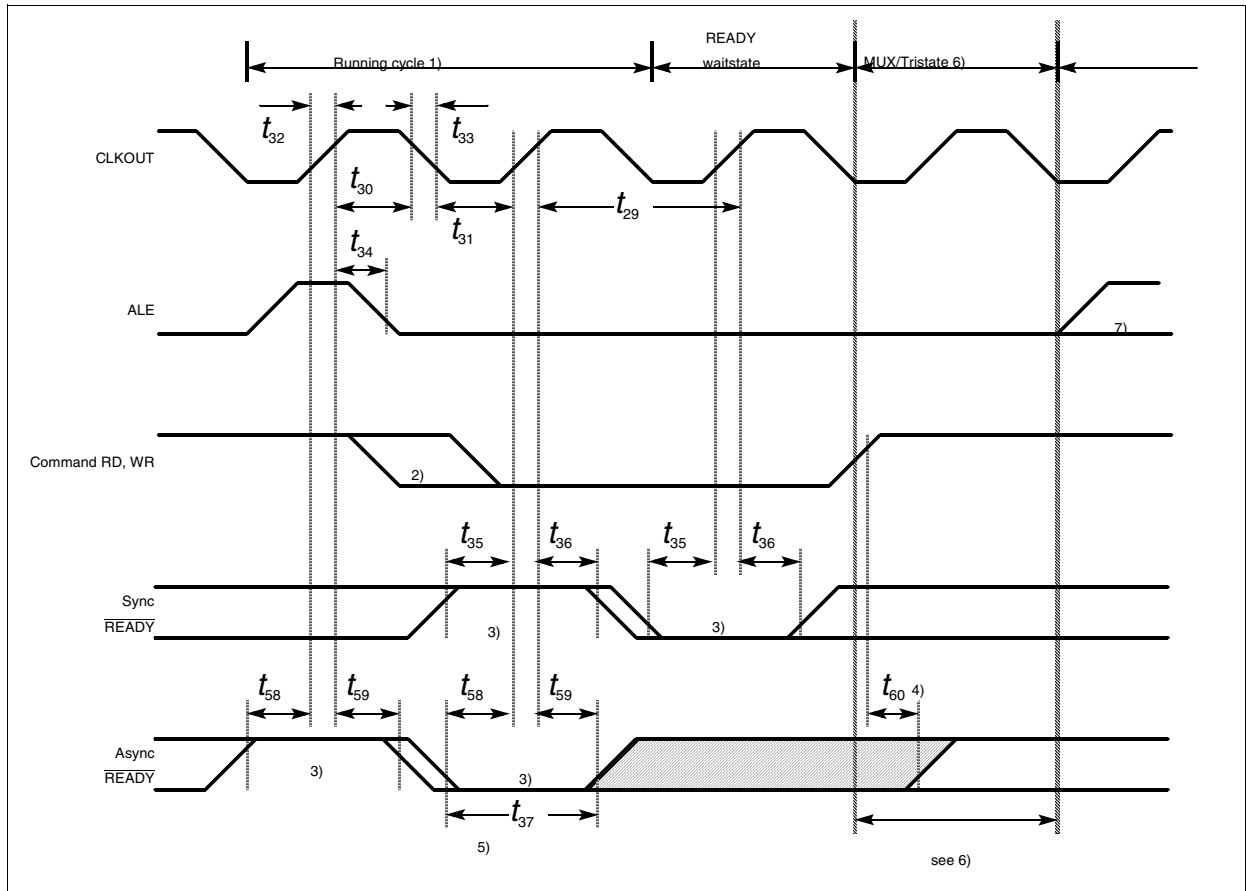 READY
Running cycle 1)
waitstate
MUX/Tristate 6)
t32
t33
CLKOUT
t30
t29
t31
t34
ALE
7)
Command RD, WR
2)
t35
t36
t35
t36
Sync
READY
3)
3)
t58
t59
t58
t59
t60 4)
Async
READY
3)
3)
t37
5)
see 6)